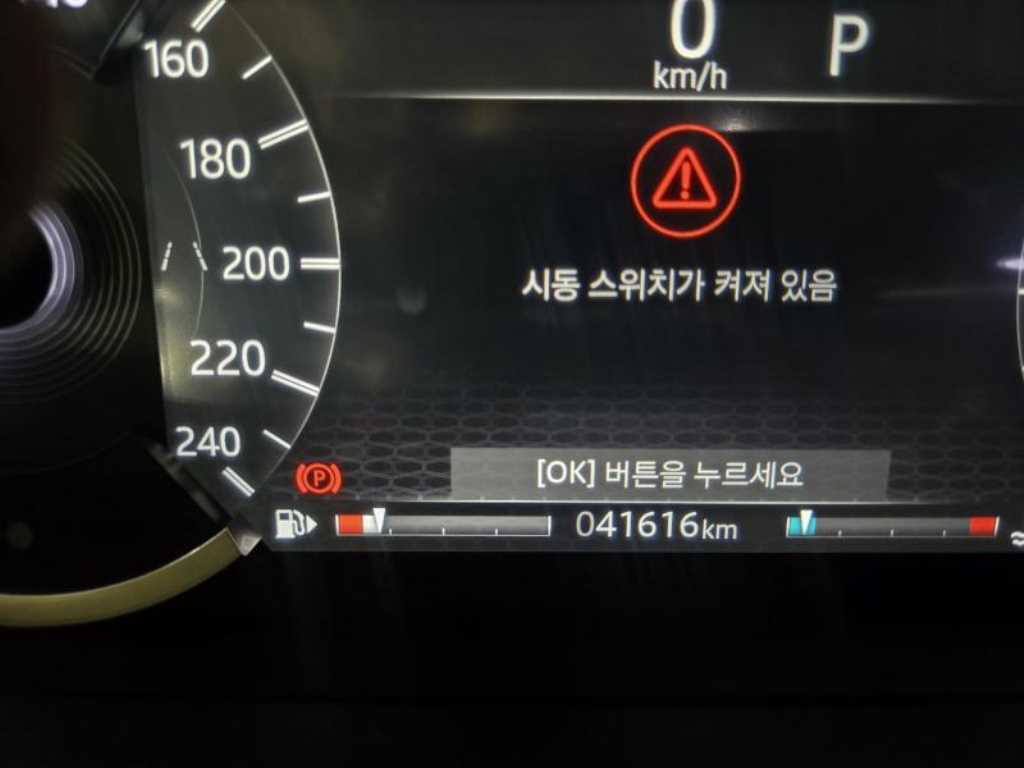 160
180
200
220
240
0
km/h
P
시동 스위치가 켜져 있음
[OK] 버튼을 누르세요
(P)
041616km